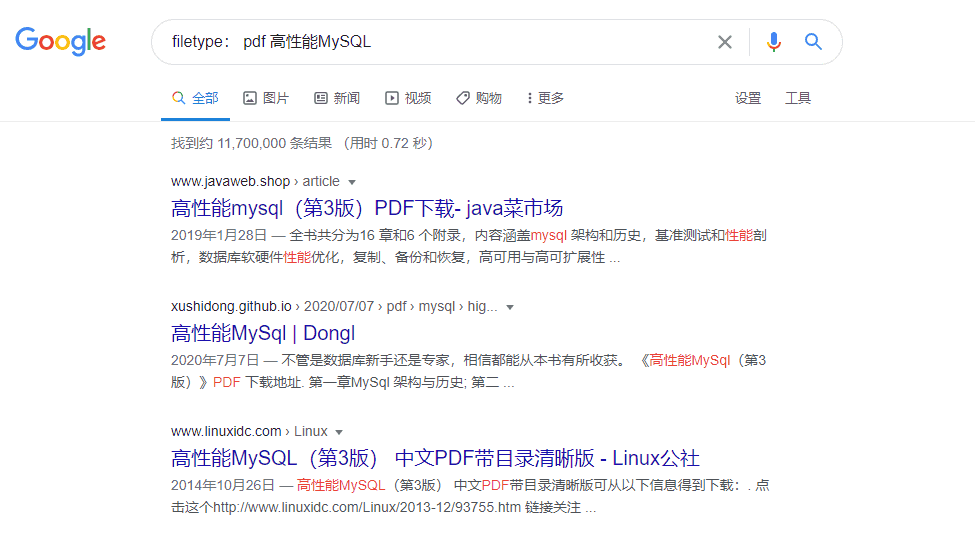 Google
filetype： pdf 高性能MySQL
全部 图片 新闻 视频 购物 更多 设置 工具
找到约 11,700,000 条结果 （用时 0.72 秒）
www.javaweb.shop › article
高性能mysql（第3版）PDF下载- java菜市场
2019年1月28日 — 全书共分为16 章和6 个附录，内容涵盖mysql 架构和历史，基准测试和性能剖
析，数据库软硬件性能优化，复制、备份和恢复，高可用与高可扩展性 ...
xushidong.github.io › 2020/07/07 › pdf › mysql › hig...
高性能MySql | Dongl
2020年7月7日 — 不管是数据库新手还是专家，相信都能从本书有所收获。 《高性能MySql（第3
版）》PDF 下载地址. 第一章MySql 架构与历史; 第二 ...
www.linuxidc.com › Linux
高性能MySQL（第3版） 中文PDF带目录清晰版 - Linux公社
2014年10月26日 — 高性能MySQL（第3版） 中文PDF带目录清晰版可从以下信息得到下载：. 点
击这个http://www.linuxidc.com/Linux/2013-12/93755.htm 链接关注 ...